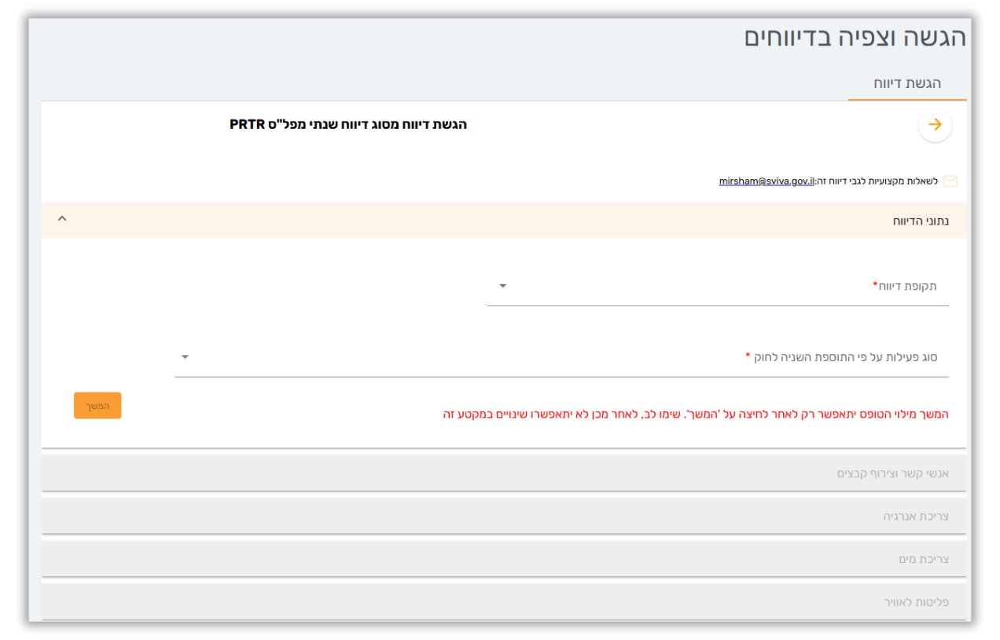 הגשה וצפיה בדיווחים
הגשת דיווח
הגשת דיווח מסוג דיווח שנתי מפל"ס PRTR
לשאלות מקצועיות לגבי דיווח זה:mirsham@sviva.gov.il
נתוני הדיווח
תקופת דיווח*
סוג פעילות על פי התוספת השניה לחוק *
המשך מילוי הטופס יתאפשר רק לאחר לחיצה על 'המשך'. שימו לב, לאחר מכן לא יתאפשרו שינויים במקטע זה
המשך
אנשי קשר וצירוף קבצים
צריכת אנרגיה
צריכת מים
פליטות לאוויר